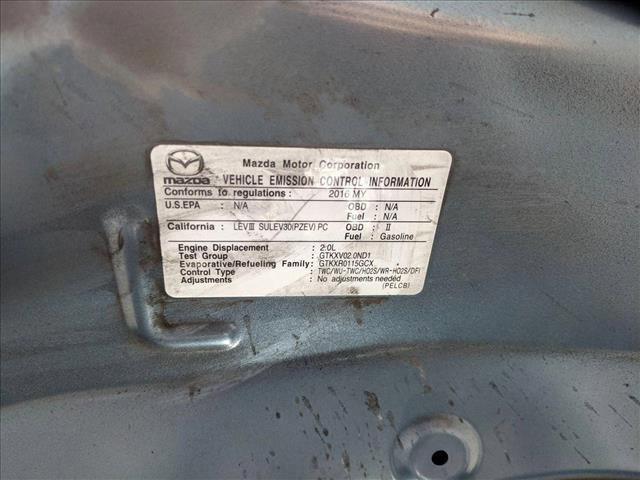 Mazda Motor Corporation
mazda VEHICLE EMISSION CONTROL INFORMATION
Conforms to regulations : 2016 MY
U.S.EPA : N/A OBD : N/A
Fuel : N/A
California : LEVIII SULEV30(PZEV) PC OBD : II
Fuel : Gasoline
Engine Displacement : 2.0L
Test Group : GTKXV02.0ND1
Evaporative/Refueling Family: GTKXR0115GCX
Control Type : TWC/WU-TWC/HO2S/WR-HO2S/DFI
Adjustments : No adjustments needed
(PELCB)